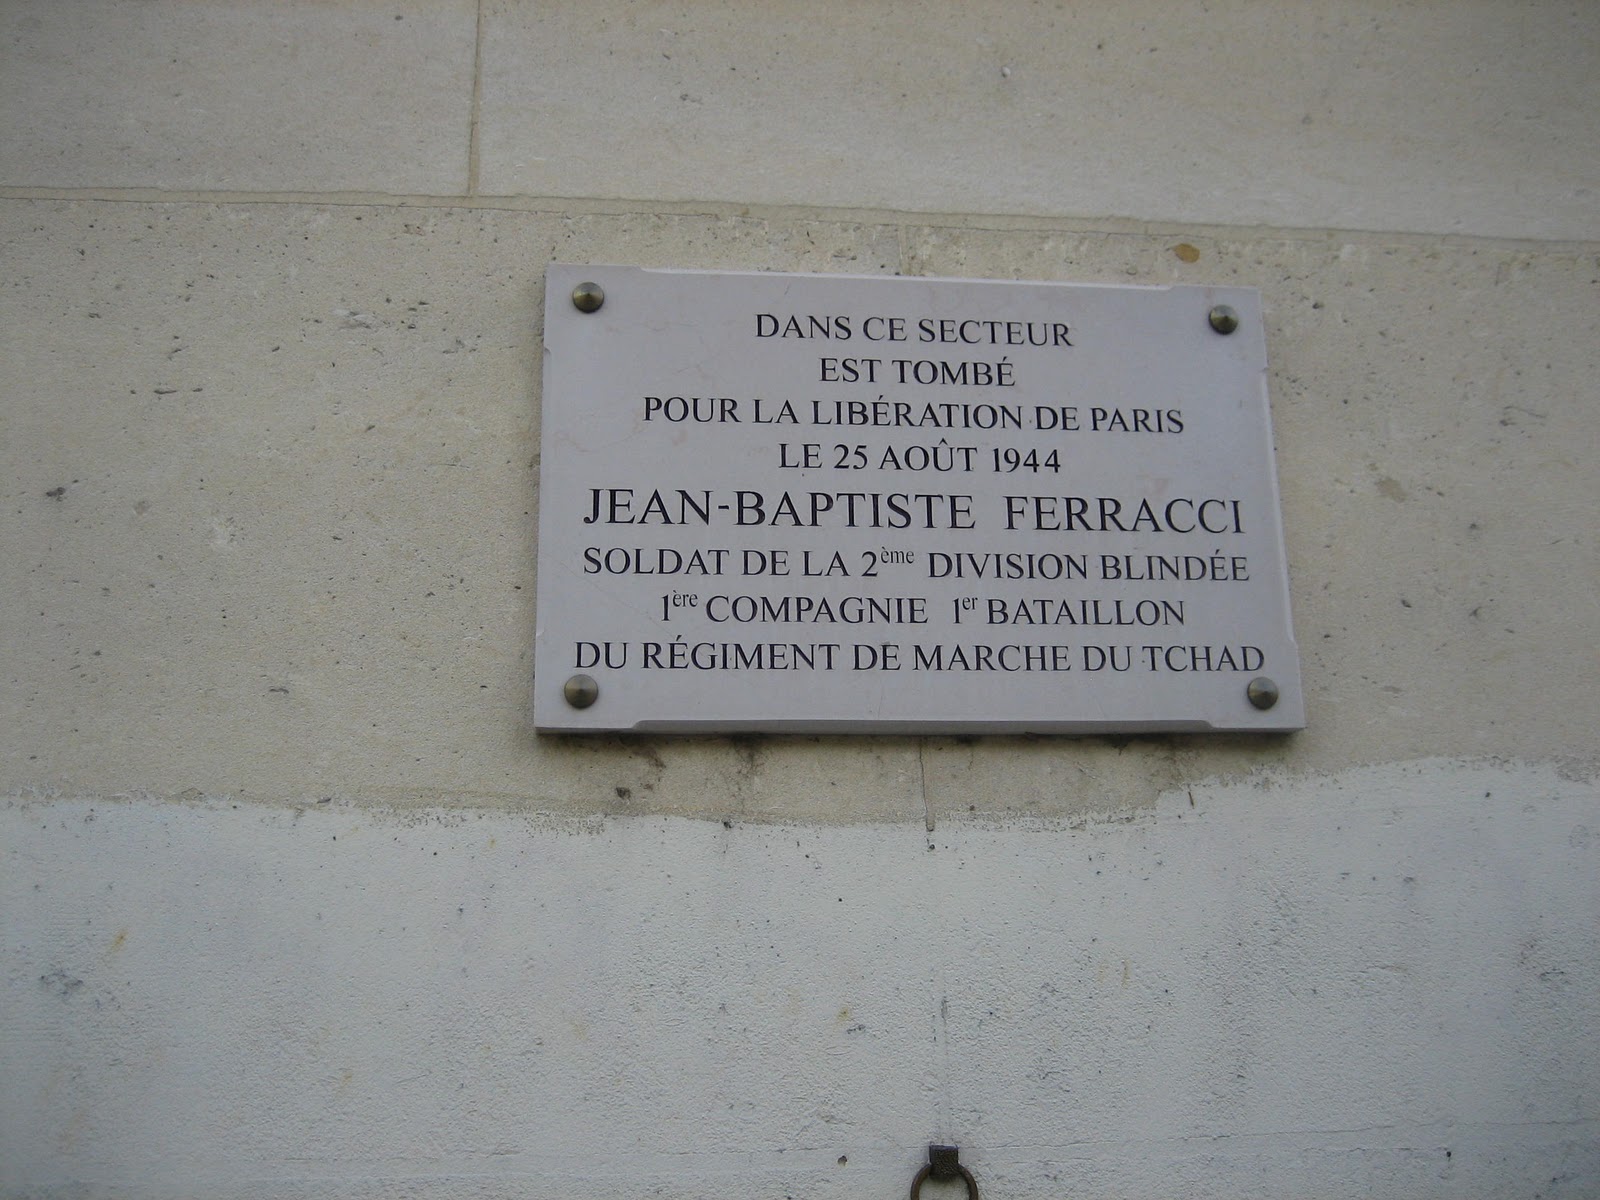 DANS CE SECTEUR
EST TOMBÉ
POUR LA LIBÉRATION DE PARIS
LE 25 AOÛT 1944
JEAN-BAPTISTE FERRACCI
SOLDAT DE LA 2ème DIVISION BLINDÉE
1ère COMPAGNIE 1er BATAILLON
DU RÉGIMENT DE MARCHE DU TCHAD